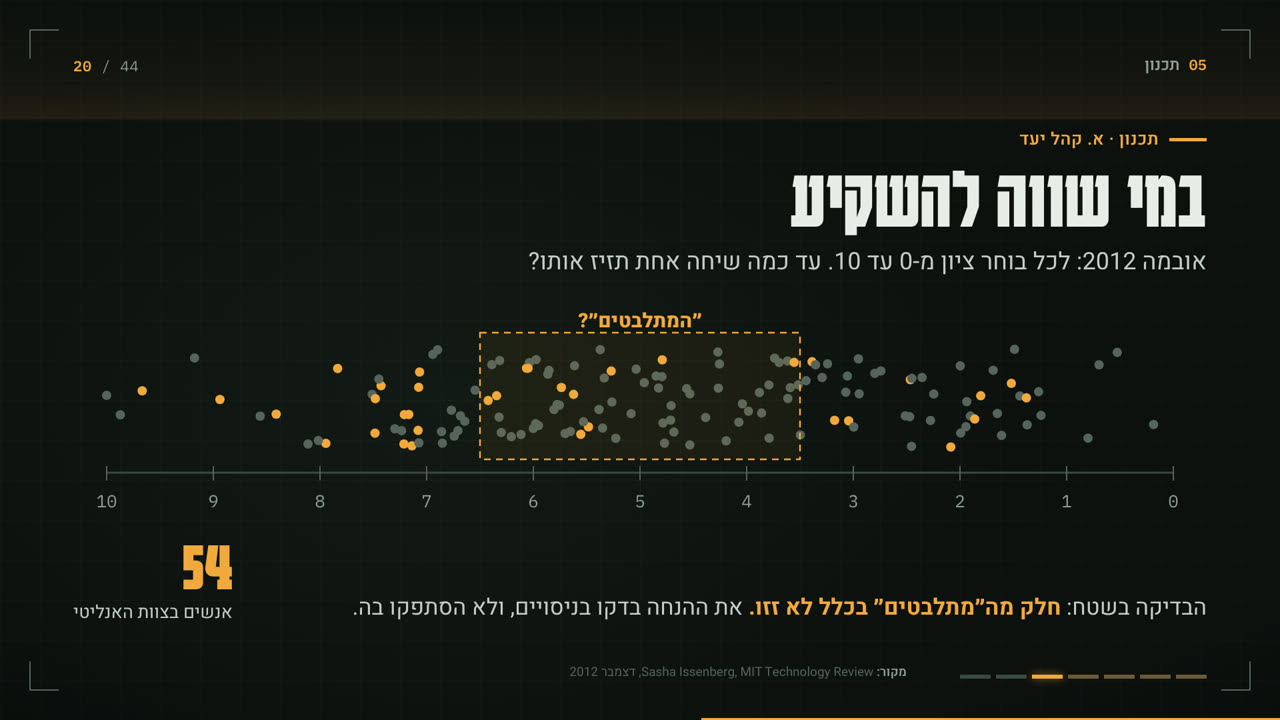 05 תכנון
20 / 44
תכנון · א. קהל יעד
במי שווה להשקיע
אובמה 2012: לכל בוחר ציון מ-0 עד 10. עד כמה שיחה אחת תזיז אותו?
"המתלבטים"?
10 9 8 7 6 5 4 3 2 1 0
54
אנשים בצוות האנליטי
הבדיקה בשטח: חלק מה"מתלבטים" בכלל לא זזו. את ההנחה בדקו בניסויים, ולא הסתפקו בה.
מקור: Sasha Issenberg, MIT Technology Review, דצמבר 2012